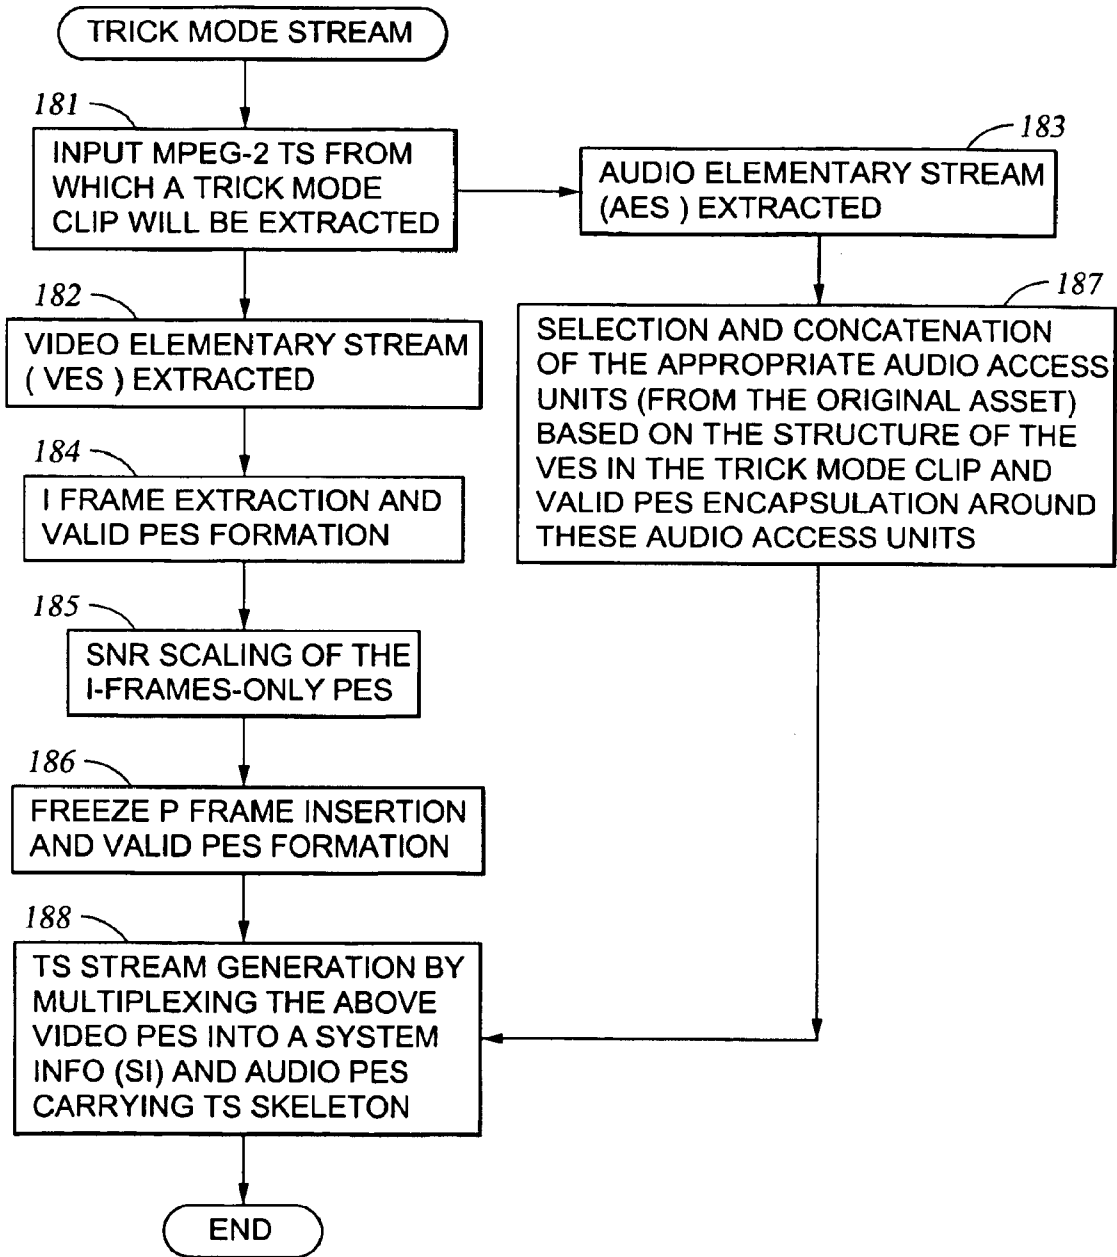 TRICK MODE STREAM
181
INPUT MPEG-2 TS FROM
WHICH A TRICK MODE
CLIP WILL BE EXTRACTED
183
AUDIO ELEMENTARY STREAM
(AES ) EXTRACTED
182
VIDEO ELEMENTARY STREAM
( VES ) EXTRACTED
187
SELECTION AND CONCATENATION
OF THE APPROPRIATE AUDIO ACCESS
UNITS (FROM THE ORIGINAL ASSET)
BASED ON THE STRUCTURE OF THE
VES IN THE TRICK MODE CLIP AND
VALID PES ENCAPSULATION AROUND
THESE AUDIO ACCESS UNITS
184
I FRAME EXTRACTION AND
VALID PES FORMATION
185
SNR SCALING OF THE
I-FRAMES-ONLY PES
186
FREEZE P FRAME INSERTION
AND VALID PES FORMATION
188
TS STREAM GENERATION BY
MULTIPLEXING THE ABOVE
VIDEO PES INTO A SYSTEM
INFO (SI) AND AUDIO PES
CARRYING TS SKELETON
END